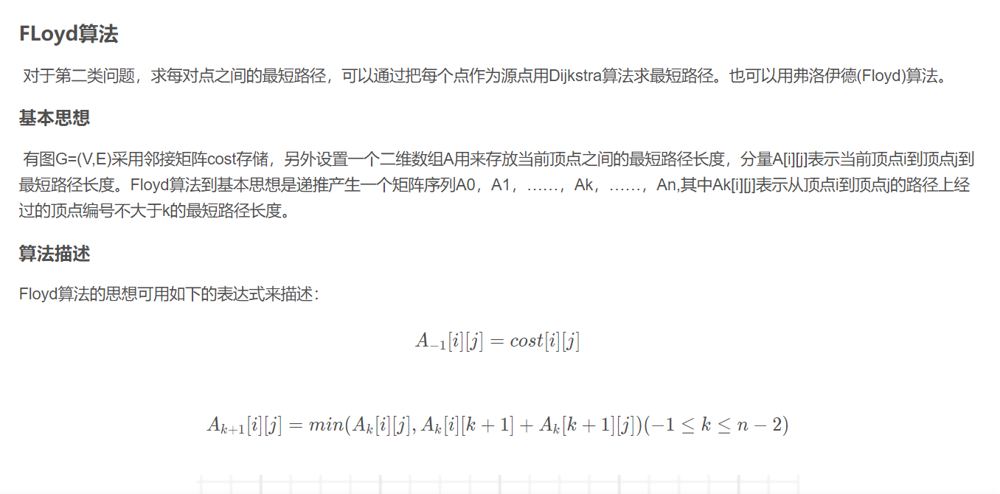 FLoyd算法
对于第二类问题，求每对点之间的最短路径，可以通过把每个点作为源点用Dijkstra算法求最短路径。也可以用弗洛伊德(Floyd)算法。
基本思想
有图G=(V,E)采用邻接矩阵cost存储，另外设置一个二维数组A用来存放当前顶点之间的最短路径长度，分量A[i][j]表示当前顶点i到顶点j到
最短路径长度。Floyd算法到基本思想是递推产生一个矩阵序列A0，A1，……，Ak，……，An,其中Ak[i][j]表示从顶点i到顶点j的路径上经
过的顶点编号不大于k的最短路径长度。
算法描述
Floyd算法的思想可用如下的表达式来描述：
A₋₁[i][j] = cost[i][j]
Aₖ₊₁[i][j] = min(Aₖ[i][j], Aₖ[i][k + 1] + Aₖ[k + 1][j])(−1 ≤ k ≤ n − 2)